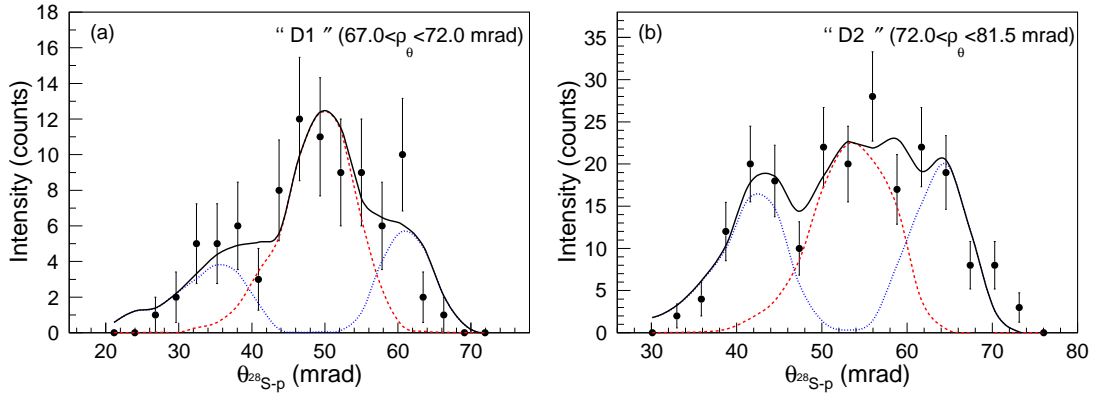 (a)
“ D1 ” (67.0<ρθ <72.0 mrad)
Intensity (counts)
18
16
14
12
10
8
6
4
2
0
20 30 40 50 60 70
θ28S-p (mrad)
(b)
“ D2 ” (72.0<ρθ <81.5 mrad)
Intensity (counts)
35
30
25
20
15
10
5
0
30 40 50 60 70 80
θ28S-p (mrad)